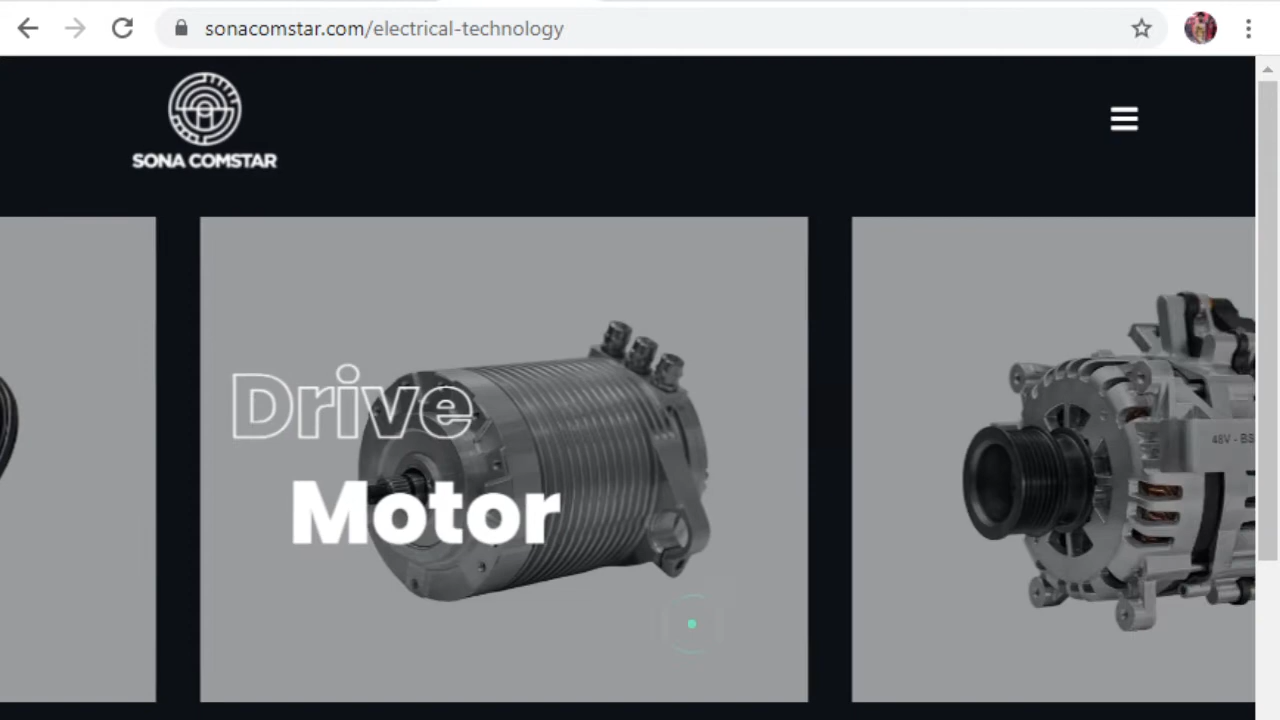 sonacomstar.com/electrical-technology
SONA COMSTAR
Drive
Motor
48V - BS